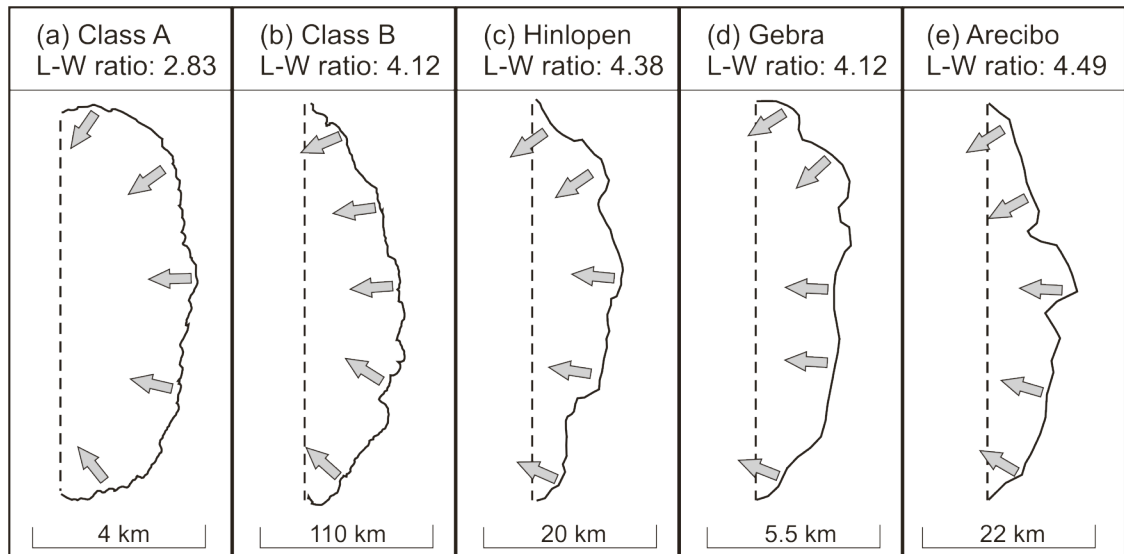 (a) Class A
L-W ratio: 2.83
(b) Class B
L-W ratio: 4.12
(c) Hinlopen
L-W ratio: 4.38
(d) Gebra
L-W ratio: 4.12
(e) Arecibo
L-W ratio: 4.49
4 km
110 km
20 km
5.5 km
22 km